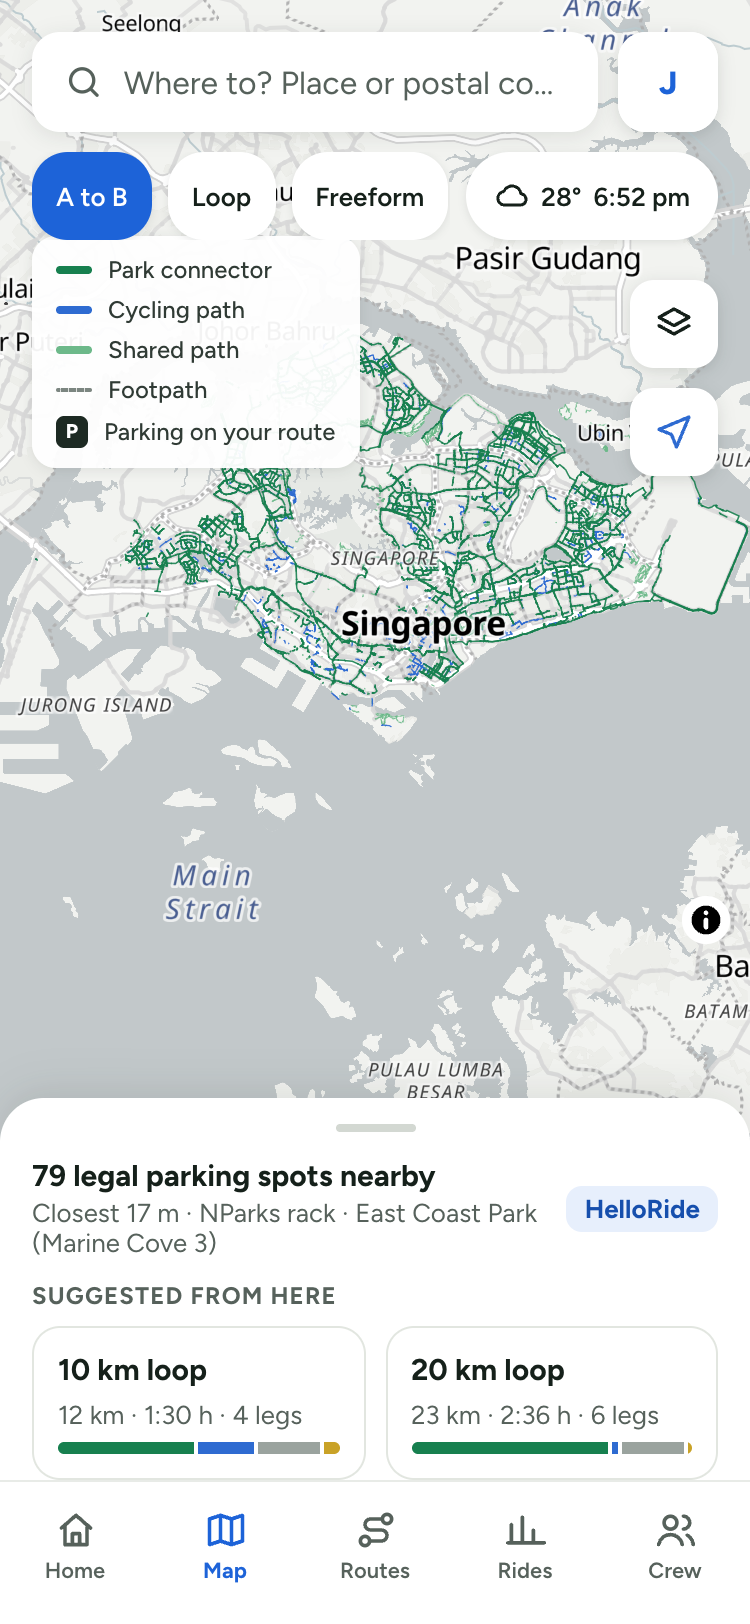 Seelong
Anak
Where to? Place or postal co...
J
A to B
Loop
Freeform
28° 6:52 pm
Park connector
Pasir Gudang
Cycling path
Johor Bahru
Shared path
Footpath
P
Parking on your route
Ubin
SINGAPORE
Singapore
JURONG ISLAND
Main
Strait
i
Ba
BATAM
PULAU LUMBA
BESAR
79 legal parking spots nearby
Closest 17 m · NParks rack · East Coast Park
(Marine Cove 3)
HelloRide
SUGGESTED FROM HERE
10 km loop
20 km loop
12 km · 1:30 h · 4 legs
23 km · 2:36 h · 6 legs
Home
Map
Routes
Rides
Crew